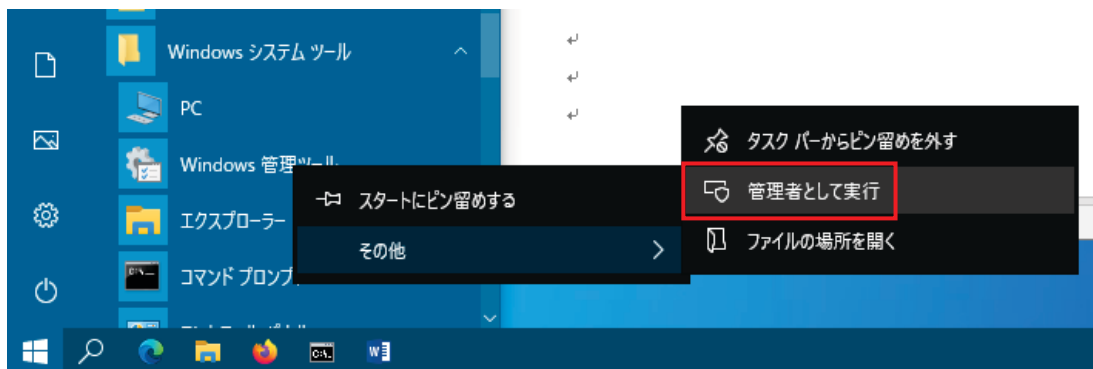 Windows システム ツール
PC
Windows 管理ツール
エクスプローラー
コマンド プロンプ
スタートにピン留めする
その他
タスク バーからピン留めを外す
管理者として実行
ファイルの場所を開く